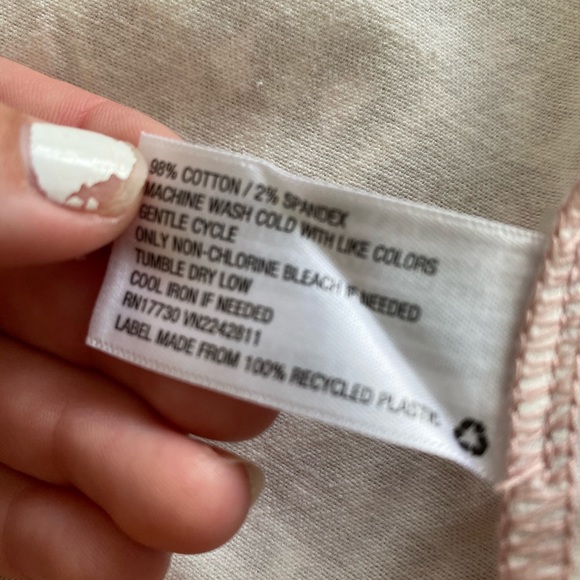 98% COTTON / 2% SPANDEX
MACHINE WASH COLD WITH LIKE COLORS
GENTLE CYCLE
ONLY NON-CHLORINE BLEACH IF NEEDED
TUMBLE DRY LOW
COOL IRON IF NEEDED
RN17730 VN2242811
LABEL MADE FROM 100% RECYCLED PLASTIC